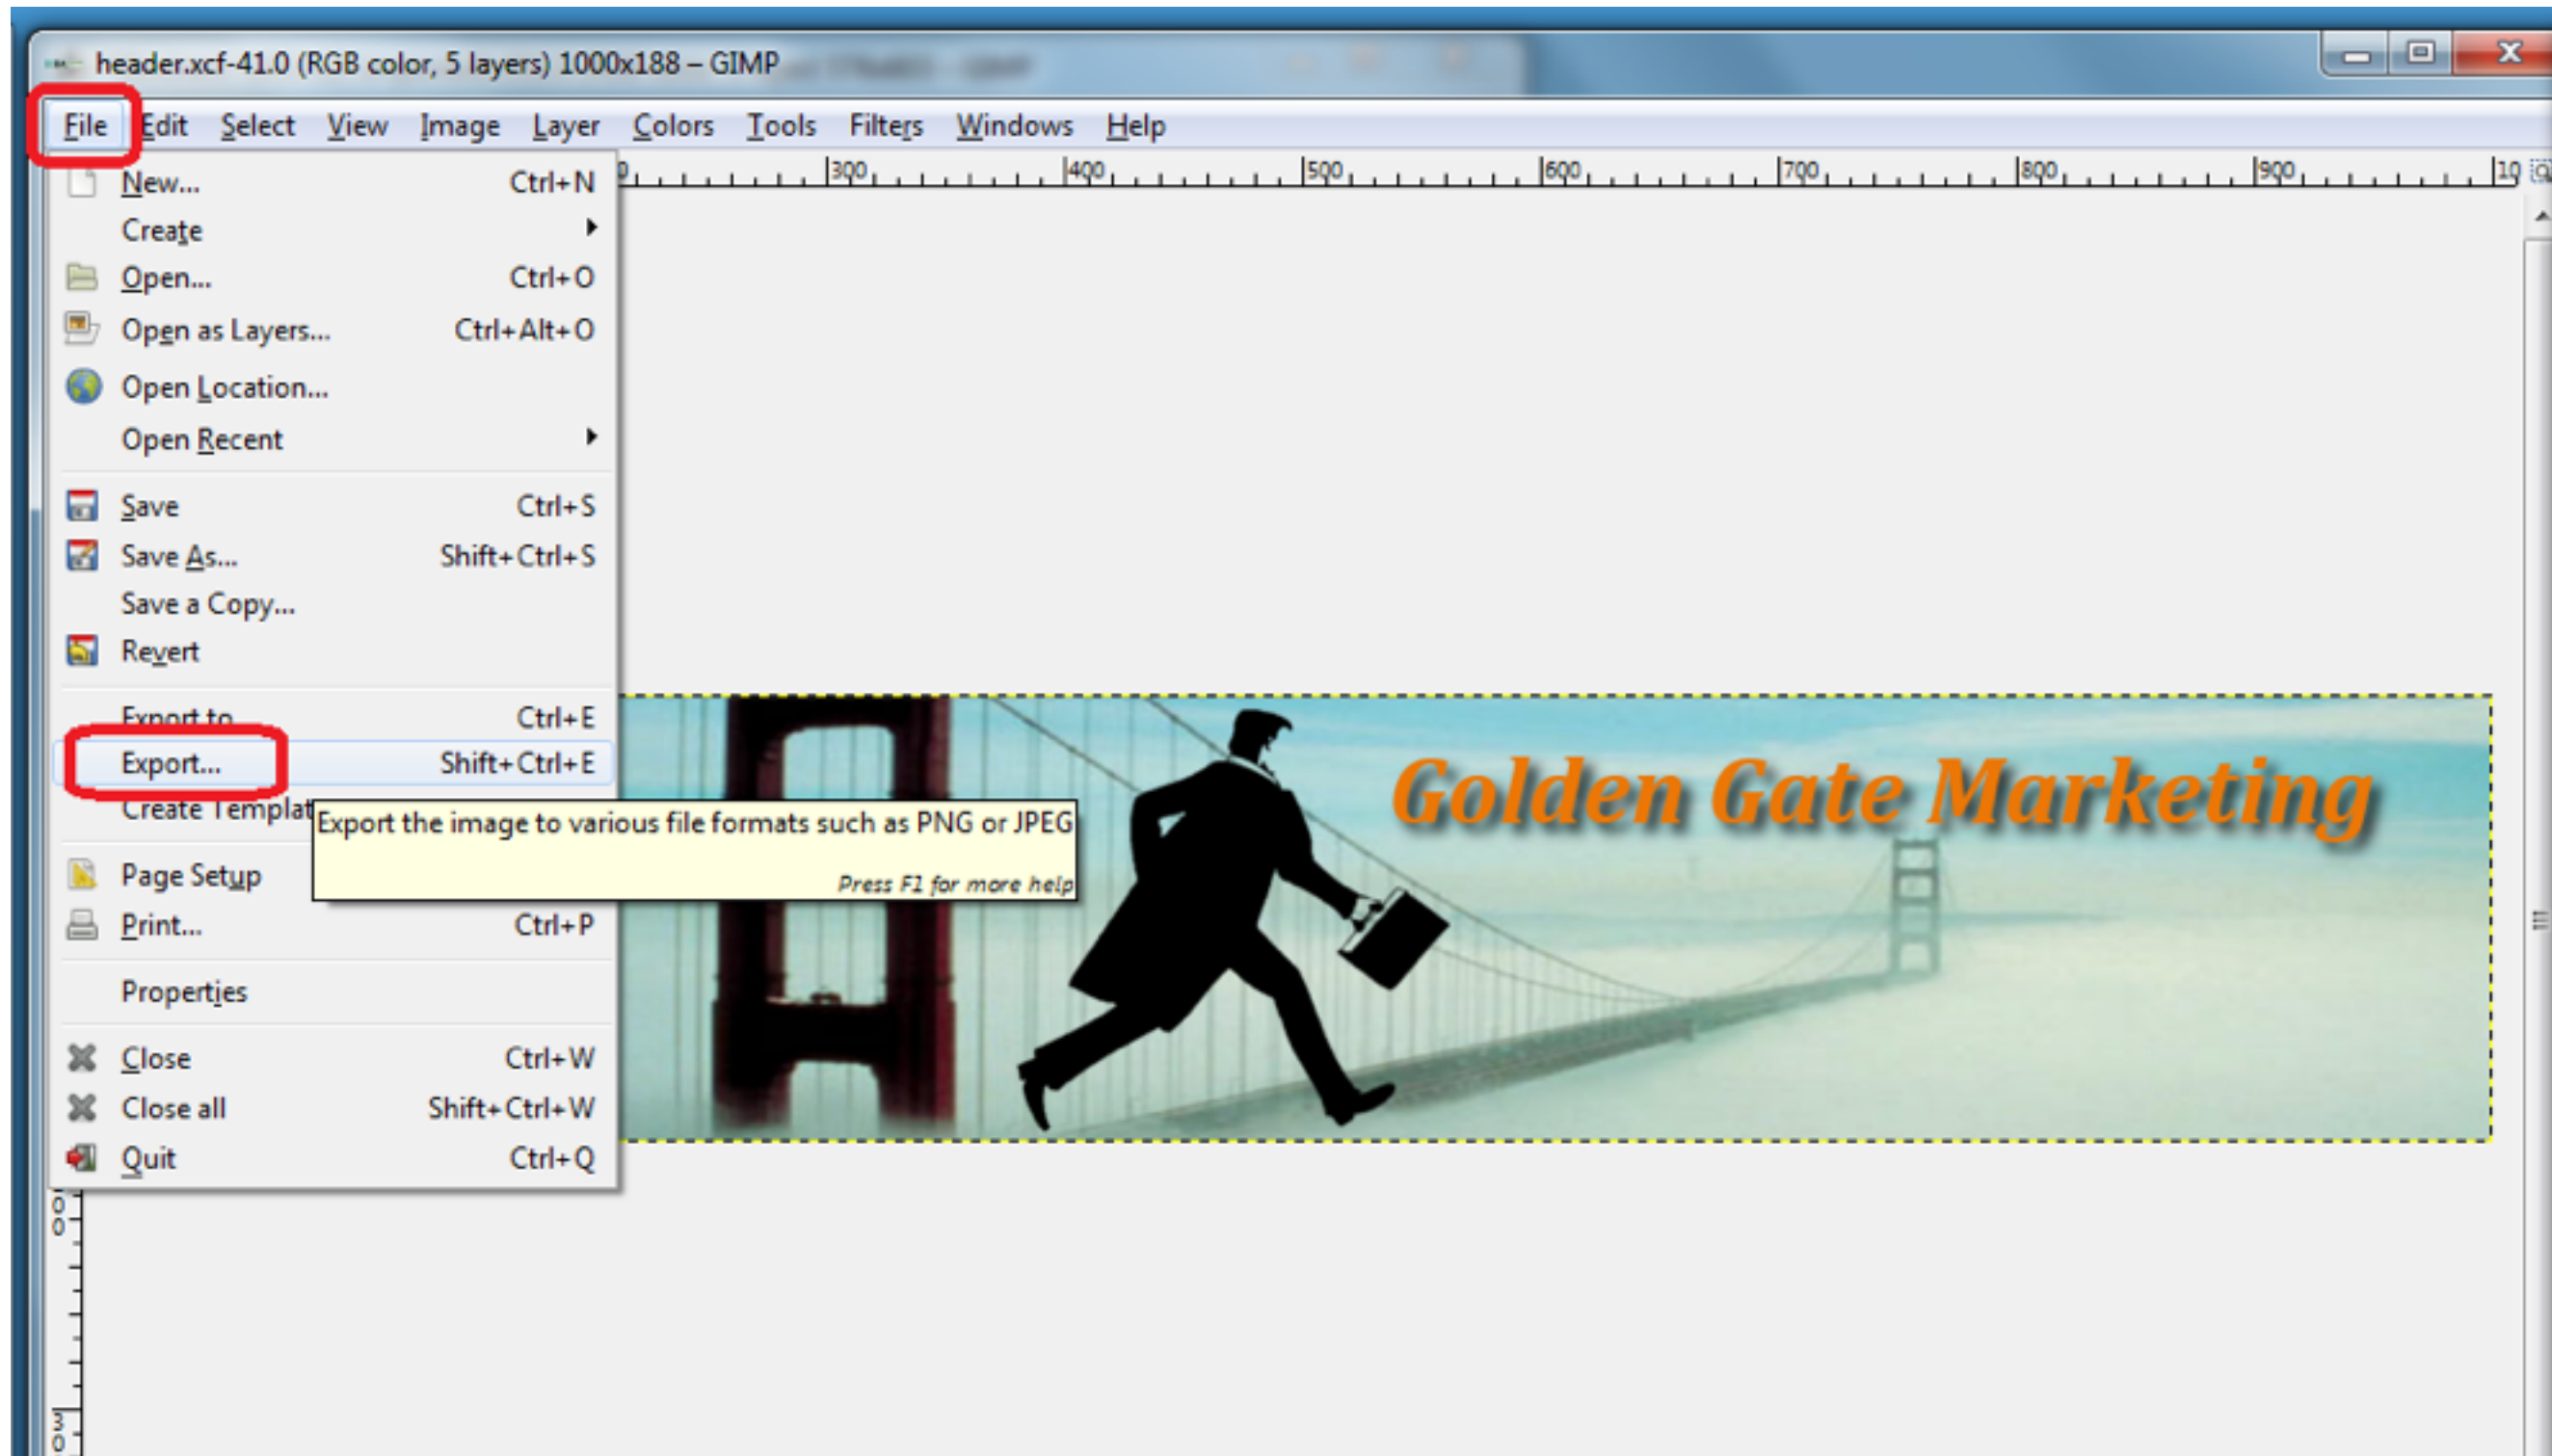 header.xcf-41.0 (RGB color, 5 layers) 1000x188 – GIMP
File Edit Select View Image Layer Colors Tools Filters Windows Help
300 400 500 600 700 800 900 10
New... Ctrl+N
Create
Open... Ctrl+O
Open as Layers... Ctrl+Alt+O
Open Location...
Open Recent
Save Ctrl+S
Save As... Shift+Ctrl+S
Save a Copy...
Revert
Export to Ctrl+E
Export... Shift+Ctrl+E
Create Templat
Export the image to various file formats such as PNG or JPEG
Press F1 for more help
Page Setup
Print... Ctrl+P
Properties
Close Ctrl+W
Close all Shift+Ctrl+W
Quit Ctrl+Q
Golden Gate Marketing